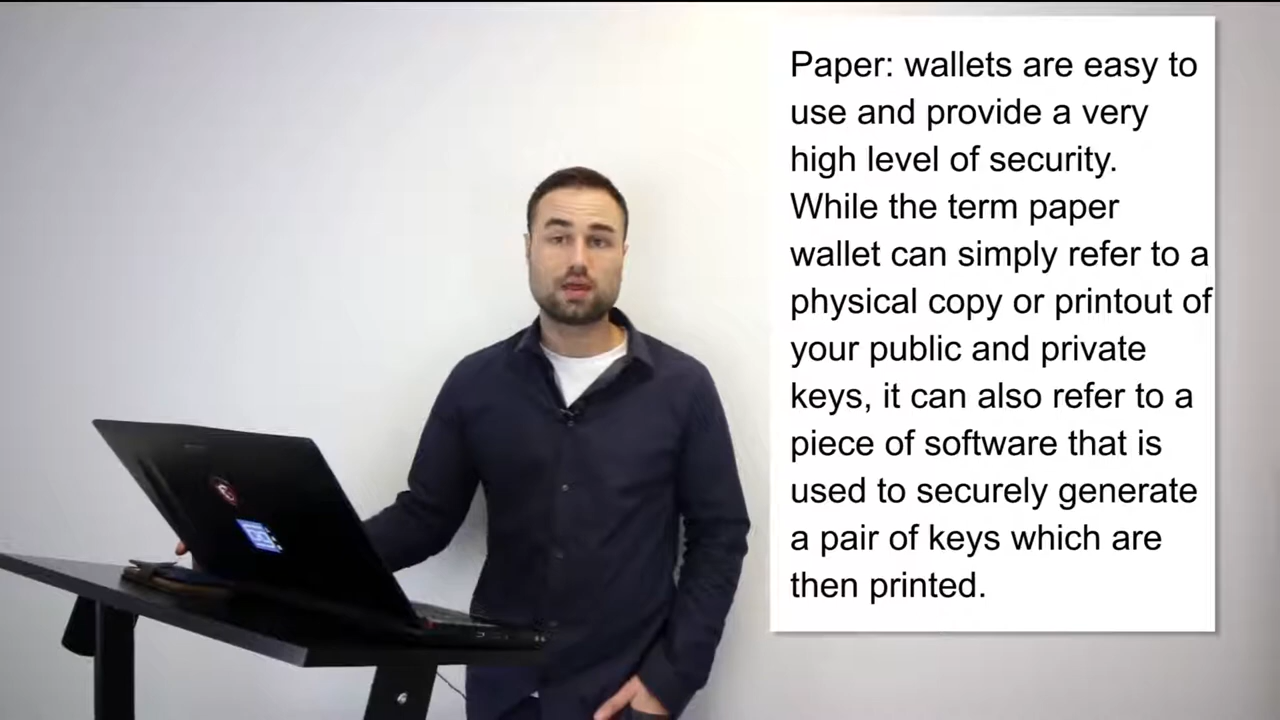 Paper: wallets are easy to
use and provide a very
high level of security.
While the term paper
wallet can simply refer to a
physical copy or printout of
your public and private
keys, it can also refer to a
piece of software that is
used to securely generate
a pair of keys which are
then printed.